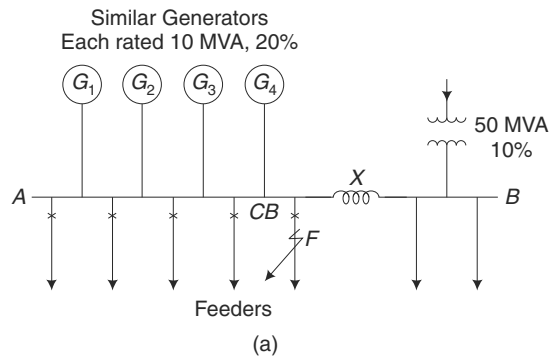 Similar Generators
Each rated 10 MVA, 20%
G1 G2 G3 G4
50 MVA
10%
X
A
CB
B
F
Feeders
(a)